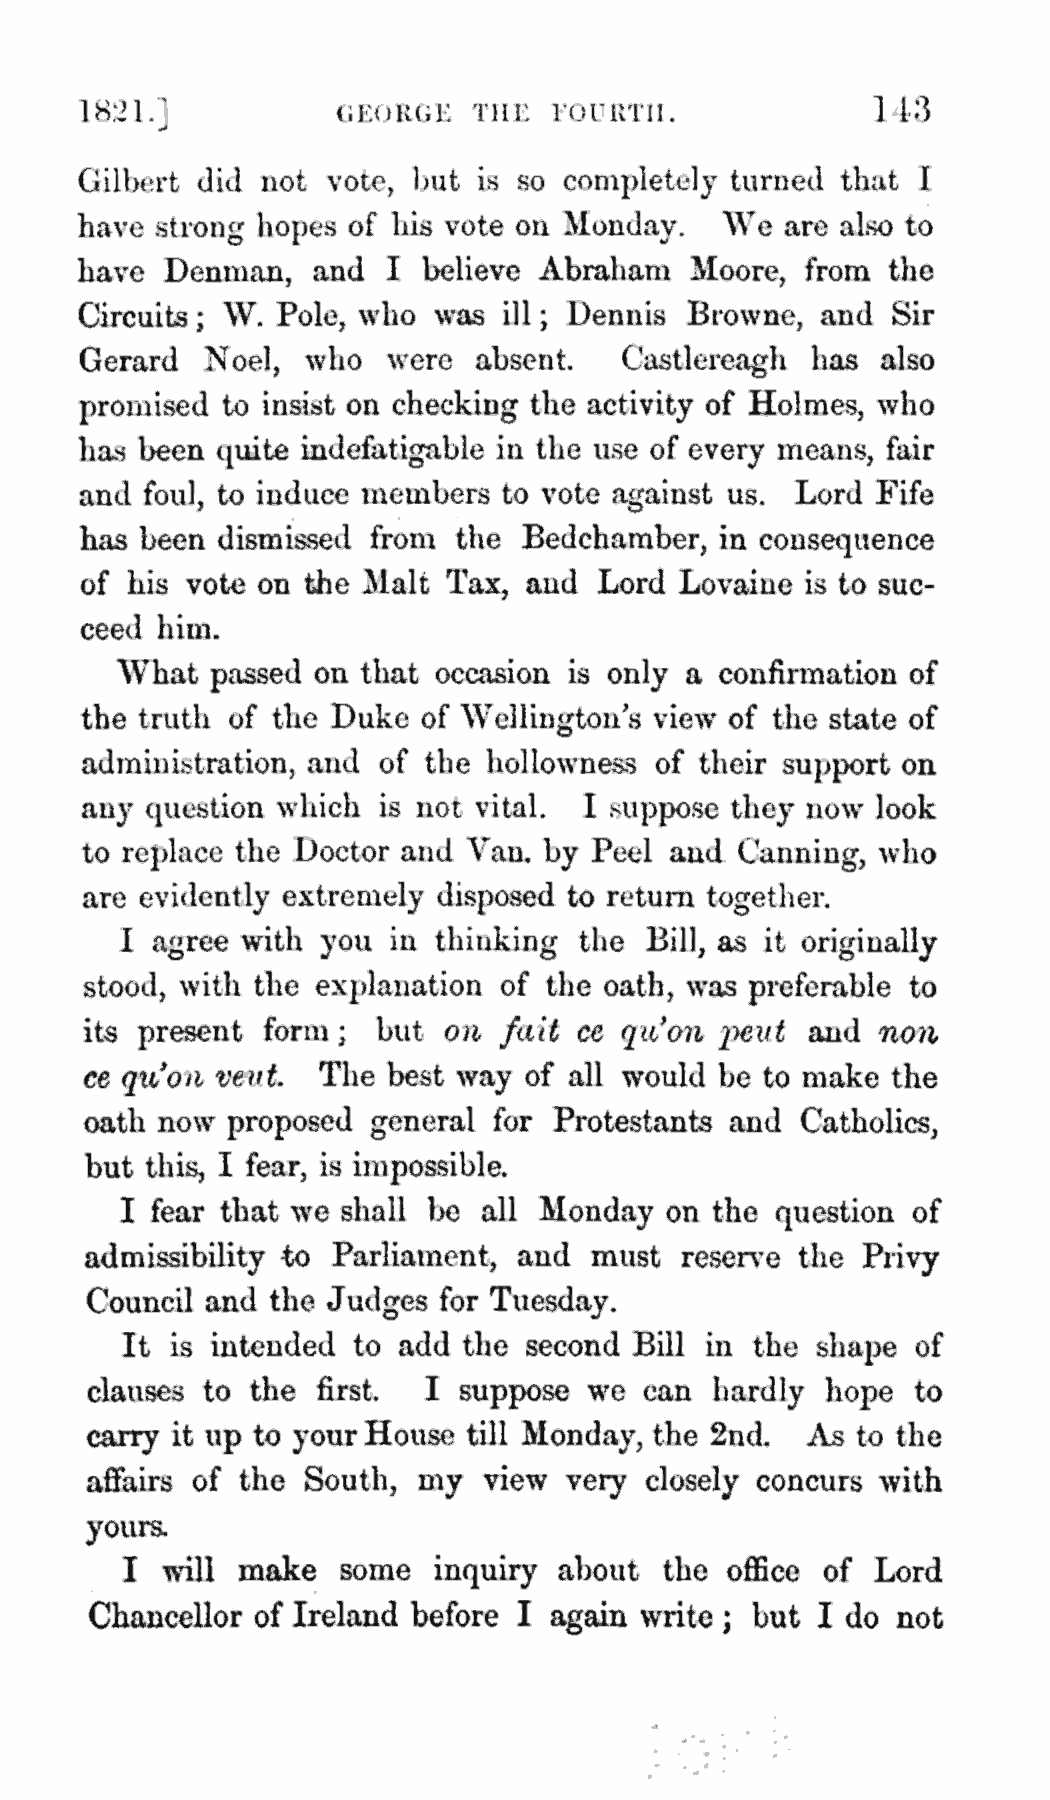 1821.] GEORGE THE FOURTH. 143
Gilbert did not vote, but is so completely turned that I
have strong hopes of his vote on Monday. We are also to
have Denman, and I believe Abraham Moore, from the
Circuits; W. Pole, who was ill; Dennis Browne, and Sir
Gerard Noel, who were absent. Castlereagh has also
promised to insist on checking the activity of Holmes, who
has been quite indefatigable in the use of every means, fair
and foul, to induce members to vote against us. Lord Fife
has been dismissed from the Bedchamber, in consequence
of his vote on the Malt Tax, and Lord Lovaine is to suc-
ceed him.
What passed on that occasion is only a confirmation of
the truth of the Duke of Wellington's view of the state of
administration, and of the hollowness of their support on
any question which is not vital. I suppose they now look
to replace the Doctor and Van. by Peel and Canning, who
are evidently extremely disposed to return together.
I agree with you in thinking the Bill, as it originally
stood, with the explanation of the oath, was preferable to
its present form; but on fait ce qu'on peut and non
ce qu'on veut. The best way of all would be to make the
oath now proposed general for Protestants and Catholics,
but this, I fear, is impossible.
I fear that we shall be all Monday on the question of
admissibility to Parliament, and must reserve the Privy
Council and the Judges for Tuesday.
It is intended to add the second Bill in the shape of
clauses to the first. I suppose we can hardly hope to
carry it up to your House till Monday, the 2nd. As to the
affairs of the South, my view very closely concurs with
yours.
I will make some inquiry about the office of Lord
Chancellor of Ireland before I again write; but I do not